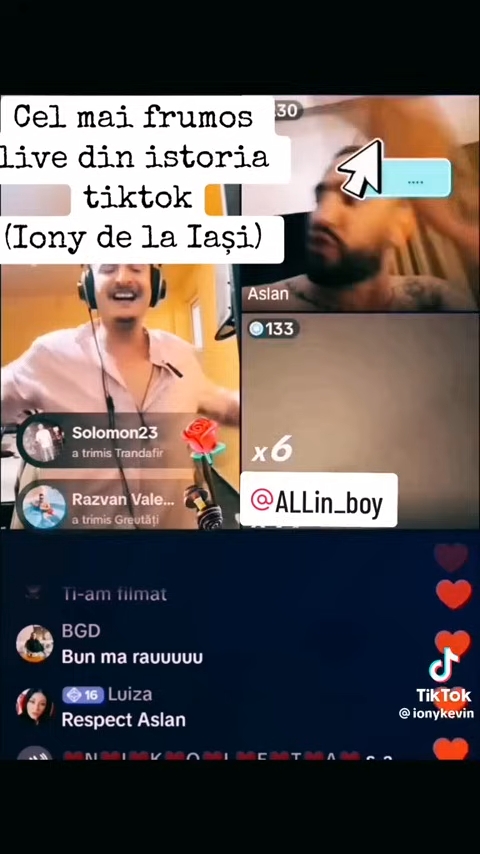 Cel mai frumos
live din istoria
tiktok
(Iony de la Iași)
30
....
Aslan
133
x6
@ALLin_boy
Solomon23
a trimis Trandafir
Razvan Vale...
a trimis Greutăți
Ti-am filmat
BGD
Bun ma rauuuuu
16 Luiza
Respect Aslan
N I K O L E T A
TikTok
@ionykevin